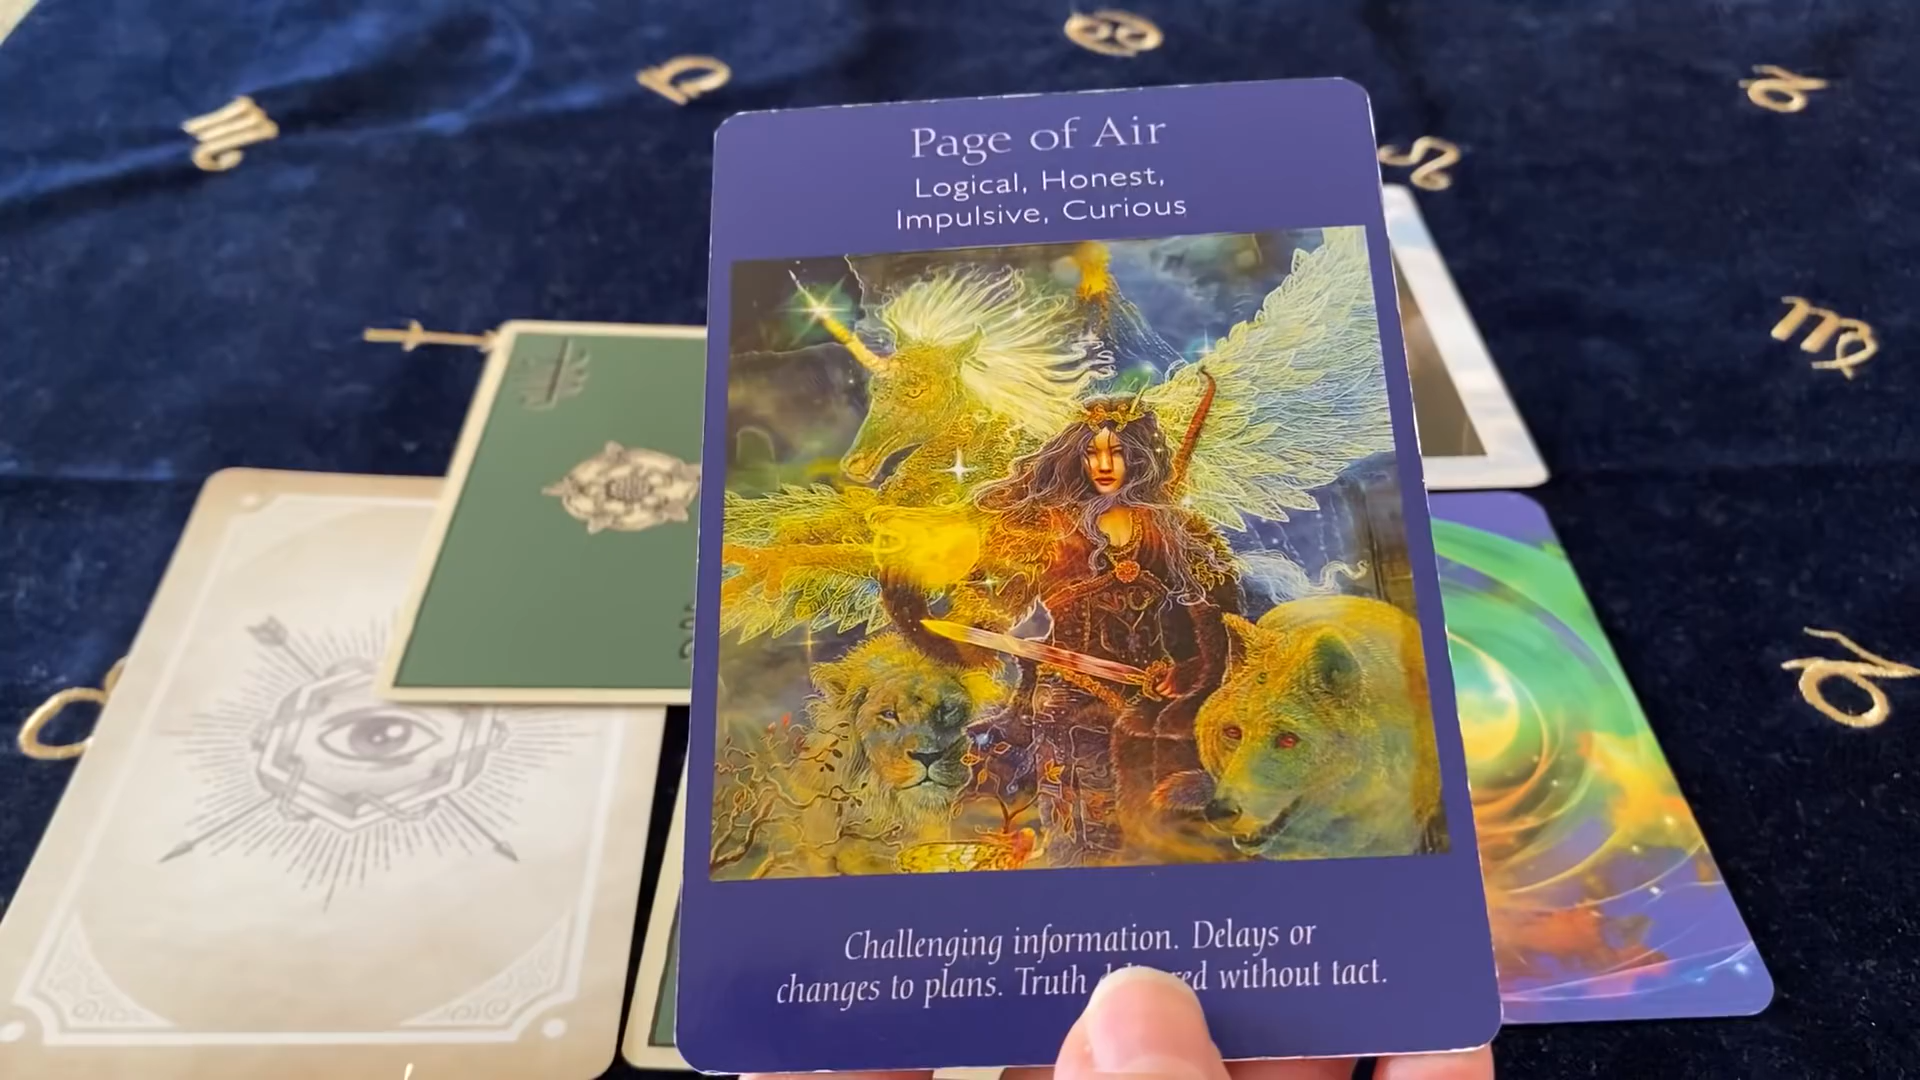 Page of Air
Logical, Honest,
Impulsive, Curious
Challenging information. Delays or
changes to plans. Truth without tact.